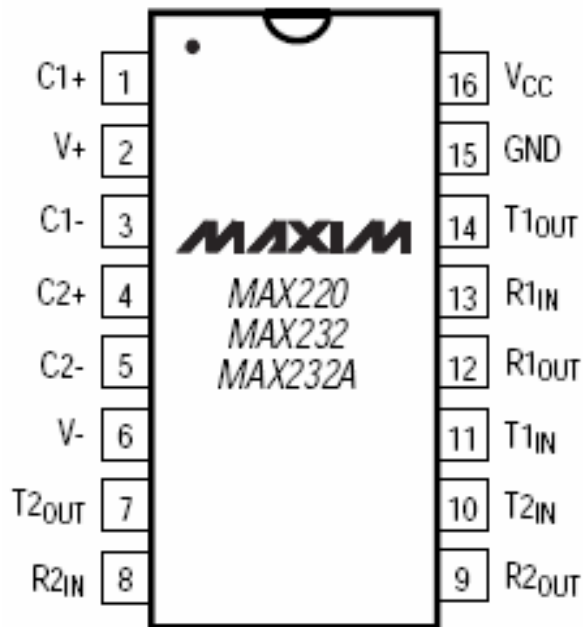 C1+ 1 16 VCC
V+ 2 15 GND
C1- 3 14 T1OUT
MAXIM
C2+ 4 MAX220 13 R1IN
MAX232
C2- 5 MAX232A 12 R1OUT
V- 6 11 T1IN
T2OUT 7 10 T2IN
R2IN 8 9 R2OUT